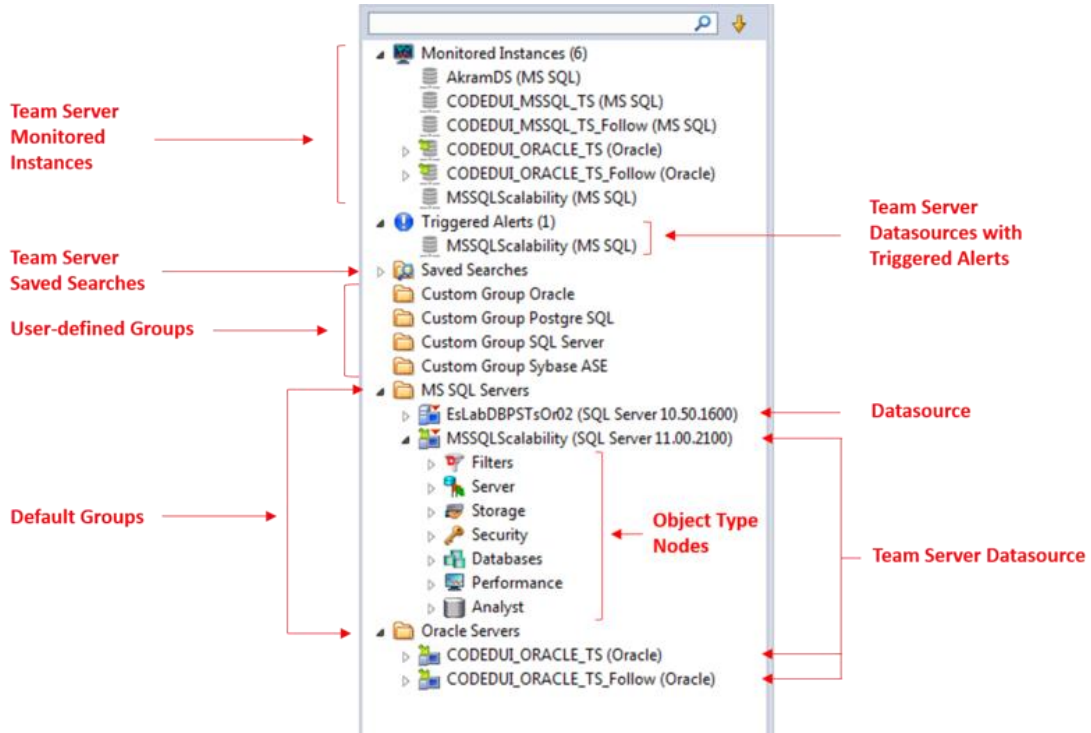 Monitored Instances (6)
AkramDS (MS SQL)
CODEDUI_MSSQL_TS (MS SQL)
CODEDUI_MSSQL_TS_Follow (MS SQL)
CODEDUI_ORACLE_TS (Oracle)
CODEDUI_ORACLE_TS_Follow (Oracle)
MSSQLScalability (MS SQL)
Triggered Alerts (1)
MSSQLScalability (MS SQL)
Saved Searches
Custom Group Oracle
Custom Group Postgre SQL
Custom Group SQL Server
Custom Group Sybase ASE
MS SQL Servers
EsLabDBPSTsOr02 (SQL Server 10.50.1600)
MSSQLScalability (SQL Server 11.00.2100)
Filters
Server
Storage
Security
Databases
Performance
Analyst
Oracle Servers
CODEDUI_ORACLE_TS (Oracle)
CODEDUI_ORACLE_TS_Follow (Oracle)
Team Server
Monitored
Instances
Team Server
Saved Searches
User-defined Groups
Default Groups
Team Server
Datasources with
Triggered Alerts
Datasource
Object Type
Nodes
Team Server Datasource